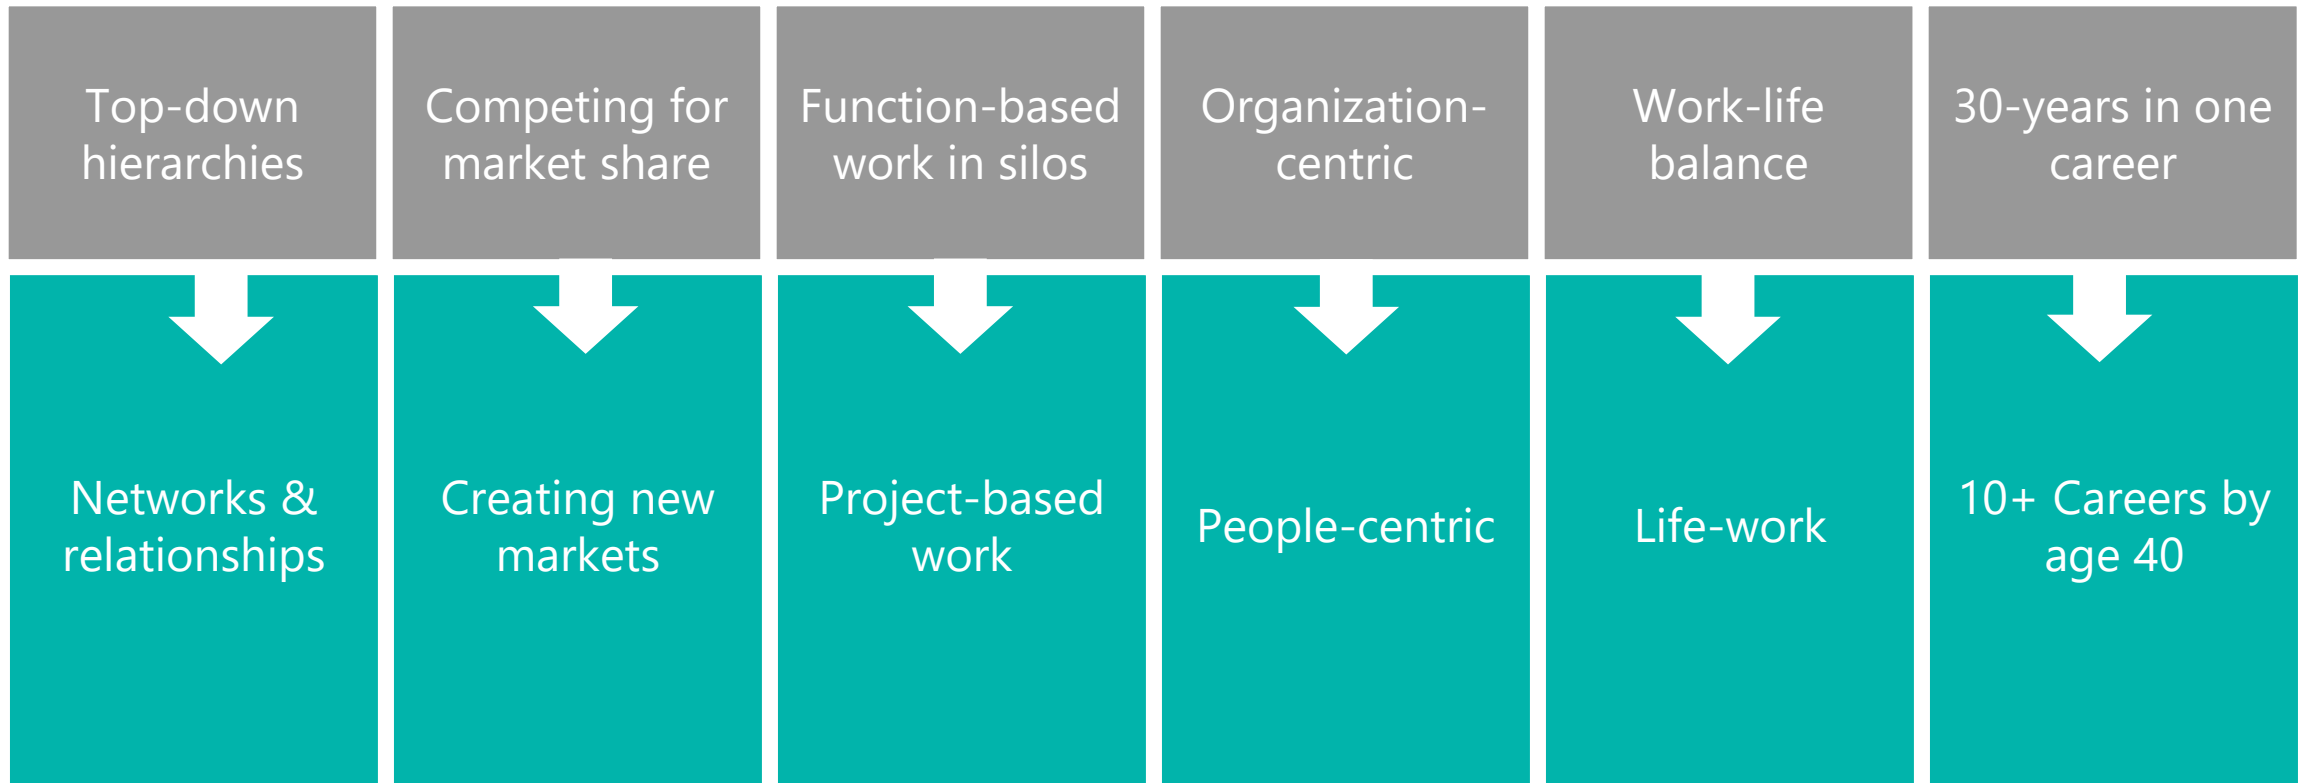 Top-down
hierarchies
Competing for
market share
Function-based
work in silos
Organization-
centric
Work-life
balance
30-years in one
career
Networks &
relationships
Creating new
markets
Project-based
work
People-centric
Life-work
10+ Careers by
age 40